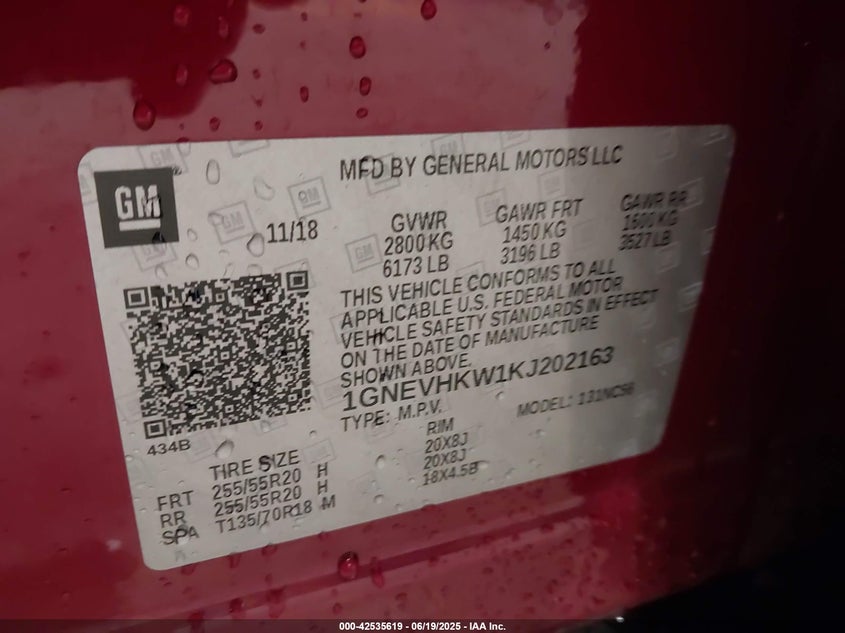 MFD BY GENERAL MOTORS LLC
GM
11/18
GVWR GAWR FRT GAWR RR
2800 KG 1450 KG 1600 KG
6173 LB 3196 LB 3527 LB
THIS VEHICLE CONFORMS TO ALL
APPLICABLE U.S. FEDERAL MOTOR
VEHICLE SAFETY STANDARDS IN EFFECT
ON THE DATE OF MANUFACTURE
SHOWN ABOVE.
1GNEVHKW1KJ202163
TYPE: M.P.V. MODEL: 131NC56
434B
TIRE SIZE RIM
FRT 255/55R20 H 20X8J
RR 255/55R20 H 20X8J
SPA T135/70R18 M 18X4.5B
000-42535619 - 06/19/2025 - IAA Inc.